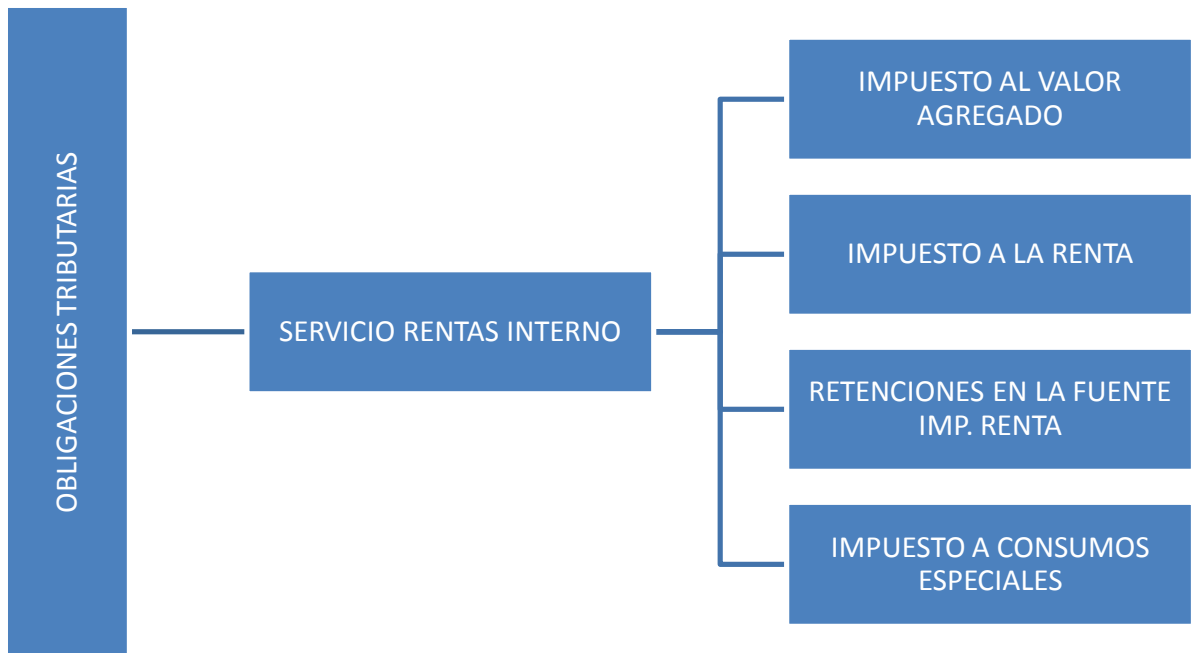 OBLIGACIONES TRIBUTARIAS
SERVICIO RENTAS INTERNO
IMPUESTO AL VALOR
AGREGADO
IMPUESTO A LA RENTA
RETENCIONES EN LA FUENTE
IMP. RENTA
IMPUESTO A CONSUMOS
ESPECIALES